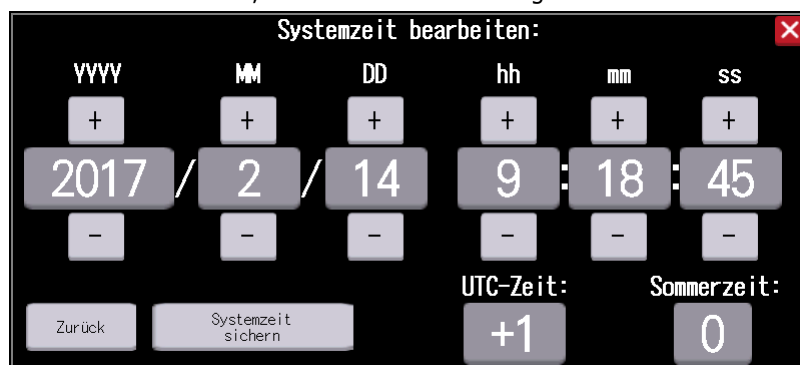 Systemzeit bearbeiten:
YYYY MM DD hh mm ss
+ + + + + +
2017 / 2 / 14 9 : 18 : 45
- - - - - -
UTC-Zeit: Sommerzeit:
Zurück Systemzeit sichern +1 0